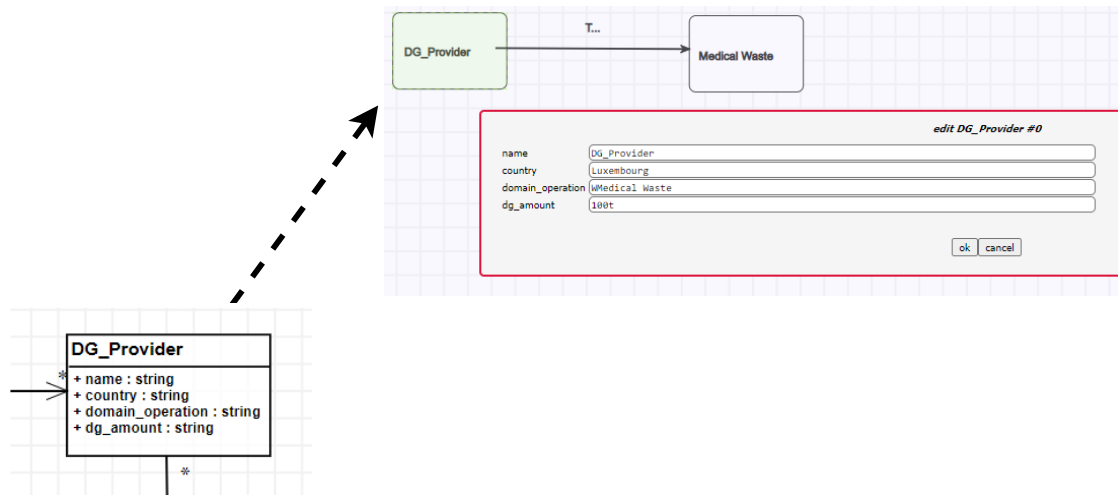 T...
DG_Provider
Medical Waste
edit DG_Provider #0
name DG_Provider
country Luxembourg
domain_operation WMedical Waste
dg_amount 100t
ok cancel
DG_Provider
*
+ name : string
+ country : string
+ domain_operation : string
+ dg_amount : string
*